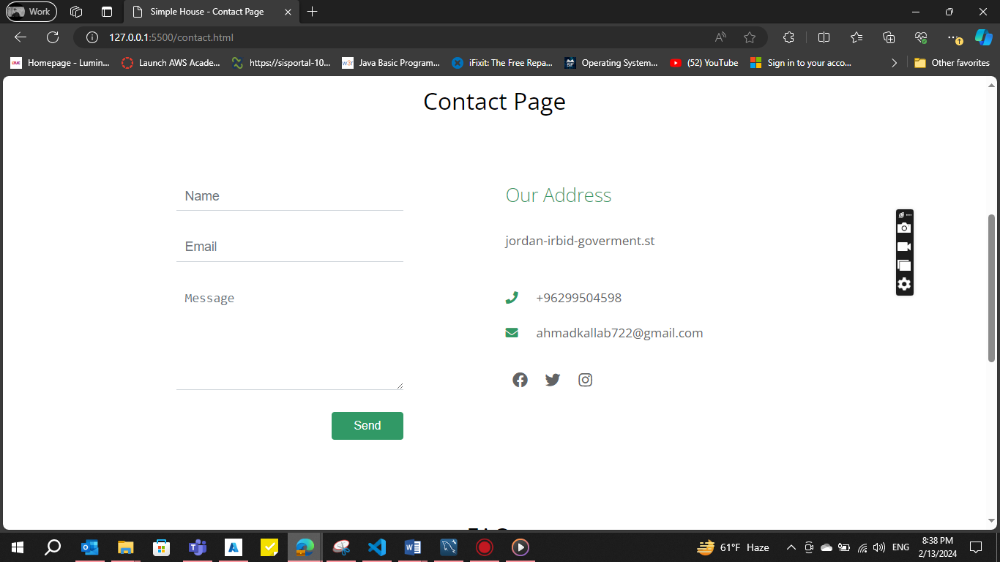 Work
Simple House - Contact Page
127.0.0.1:5500/contact.html
Homepage - Lumin...
Launch AWS Acade...
https://sisportal-10...
w3r
Java Basic Program...
iFixit: The Free Repa...
SF
Operating System...
(52) YouTube
Sign in to your acco...
Other favorites
Contact Page
Name
Email
Message
Send
Our Address
jordan-irbid-goverment.st
+96299504598
ahmadkallab722@gmail.com
61°F Haze
ENG
8:38 PM
2/13/2024